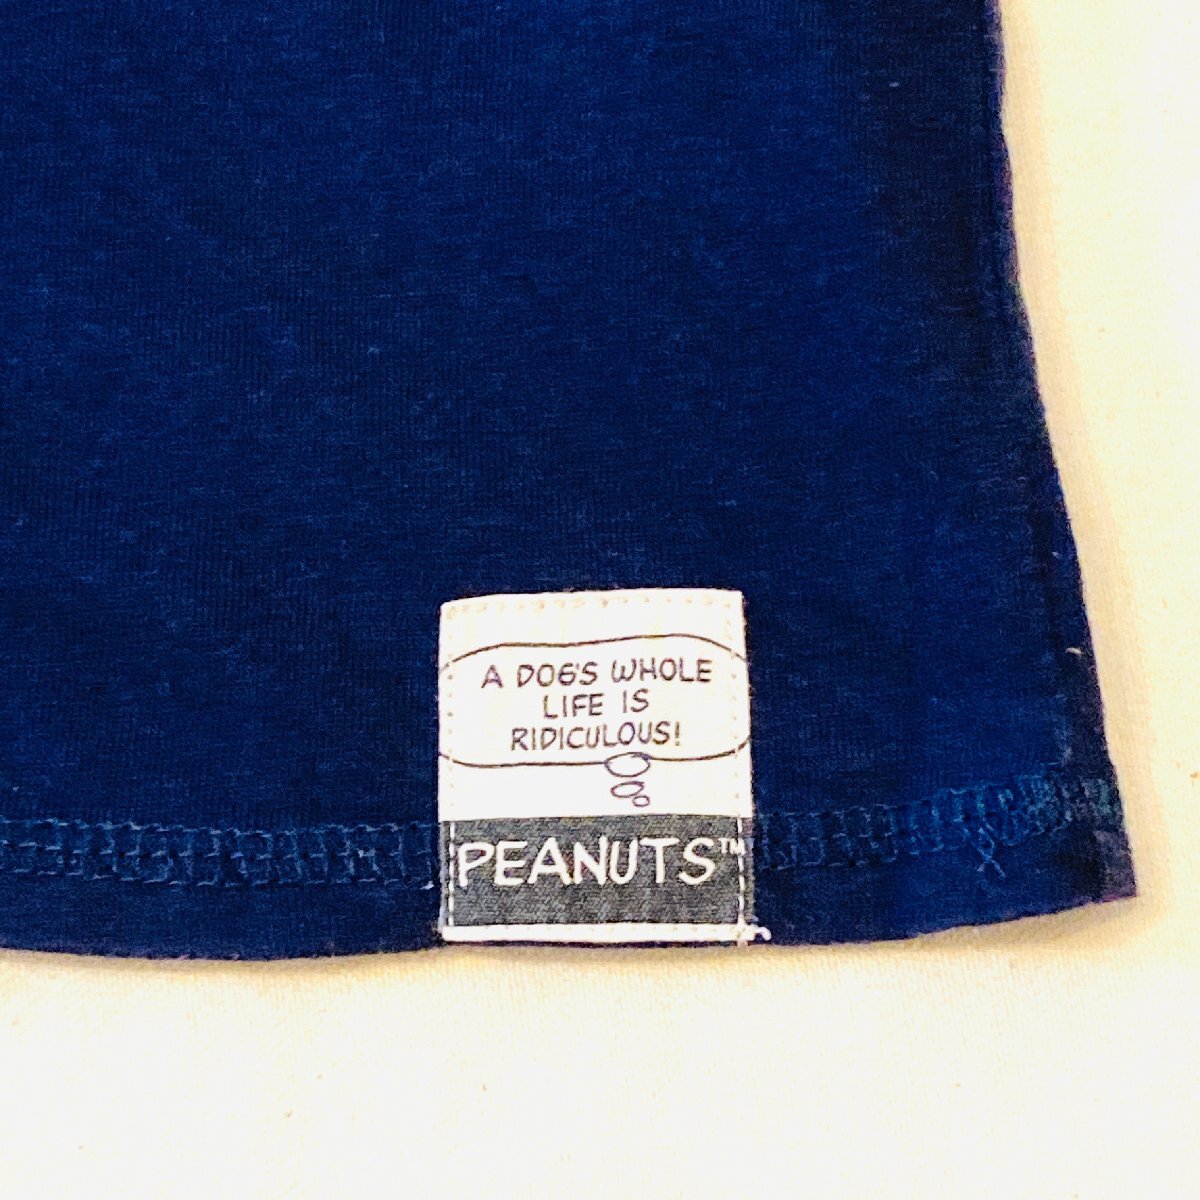 A DOG'S WHOLE
LIFE IS
RIDICULOUS!
PEANUTS™